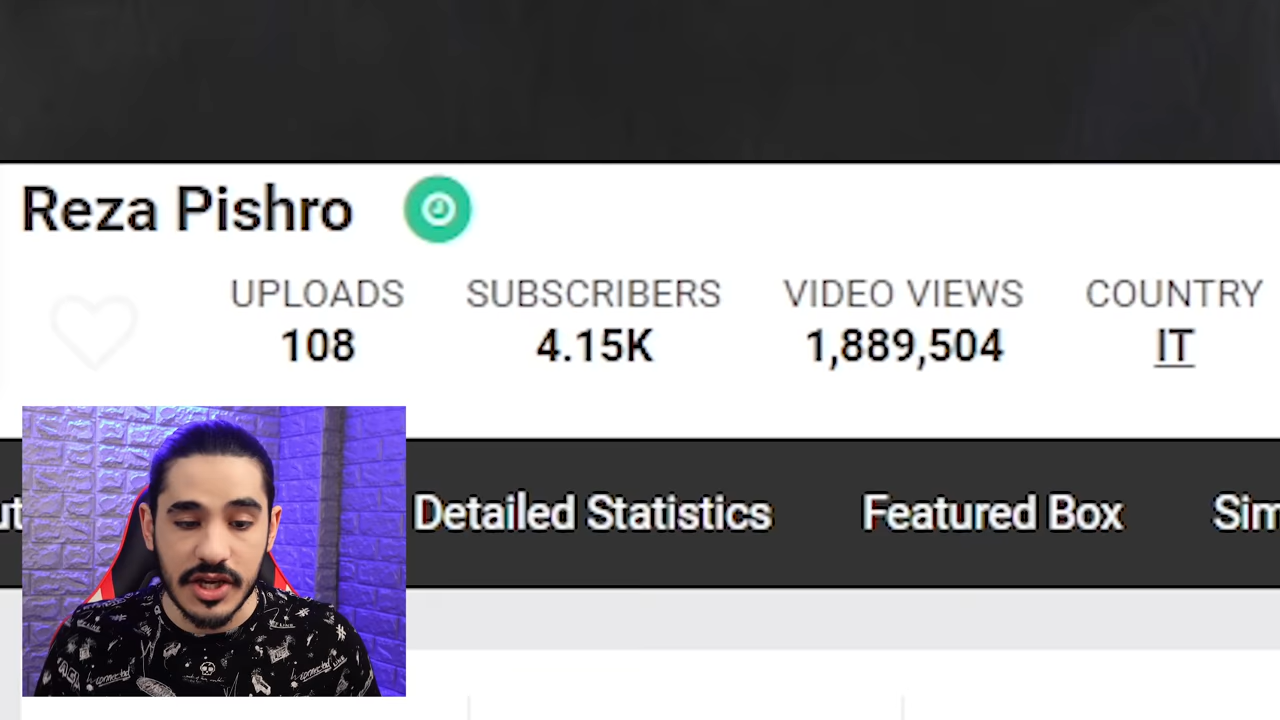 Reza Pishro
UPLOADS SUBSCRIBERS VIDEO VIEWS COUNTRY
108 4.15K 1,889,504 IT
Detailed Statistics Featured Box